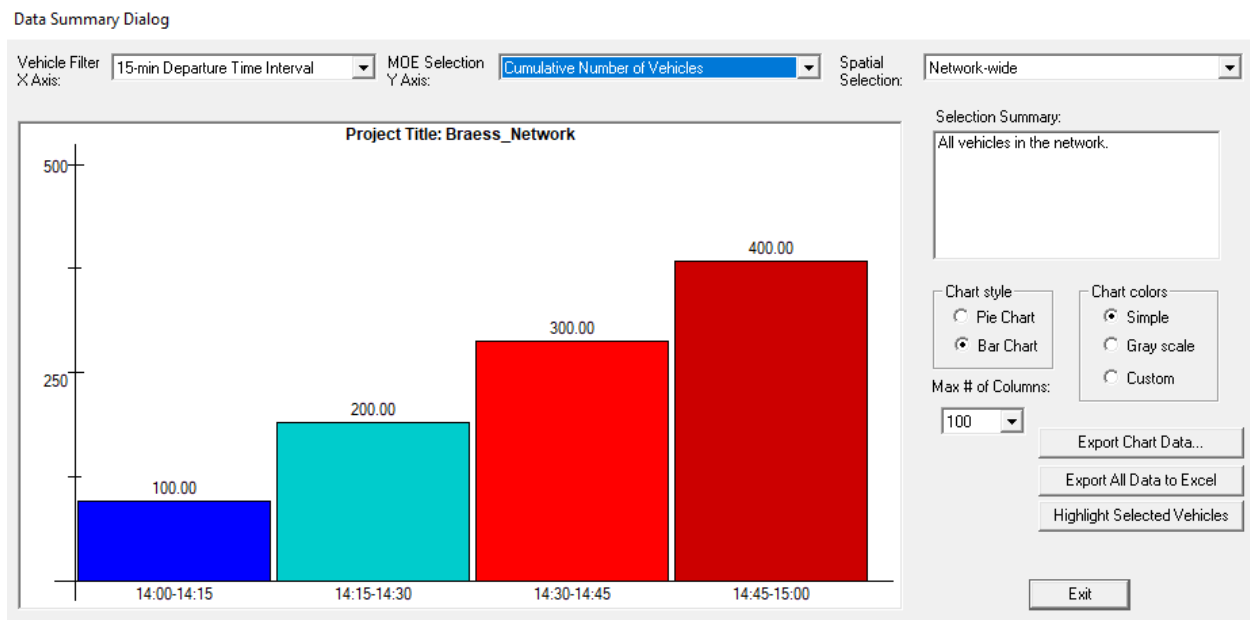 Data Summary Dialog
Vehicle Filter
X Axis:
15-min Departure Time Interval
MOE Selection
Y Axis:
Cumulative Number of Vehicles
Spatial
Selection:
Network-wide
Project Title: Braess_Network
500
250
100.00
200.00
300.00
400.00
14:00-14:15
14:15-14:30
14:30-14:45
14:45-15:00
Selection Summary:
All vehicles in the network.
Chart style
Pie Chart
Bar Chart
Chart colors
Simple
Gray scale
Custom
Max # of Columns:
100
Export Chart Data...
Export All Data to Excel
Highlight Selected Vehicles
Exit